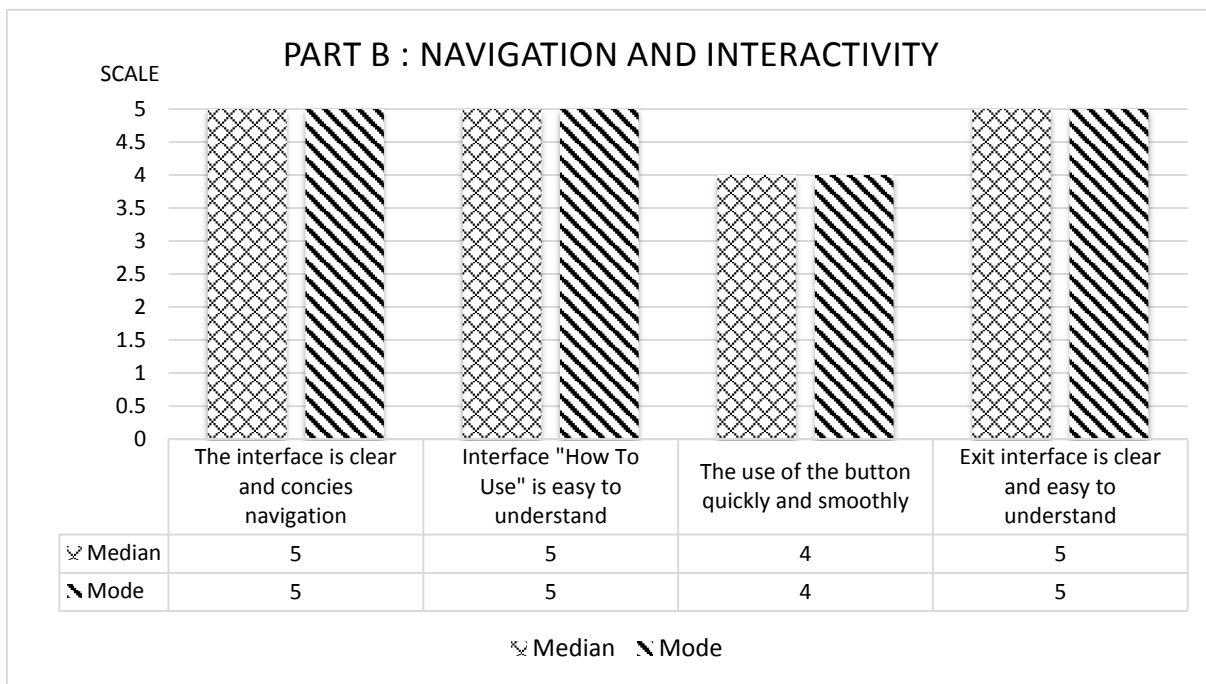 PART B : NAVIGATION AND INTERACTIVITY
SCALE
5
4.5
4
3.5
3
2.5
2
1.5
1
0.5
0
The interface is clear
and concies
navigation
Interface "How To
Use" is easy to
understand
The use of the button
quickly and smoothly
Exit interface is clear
and easy to
understand
Median 5 5 4 5
Mode 5 5 4 5
Median Mode